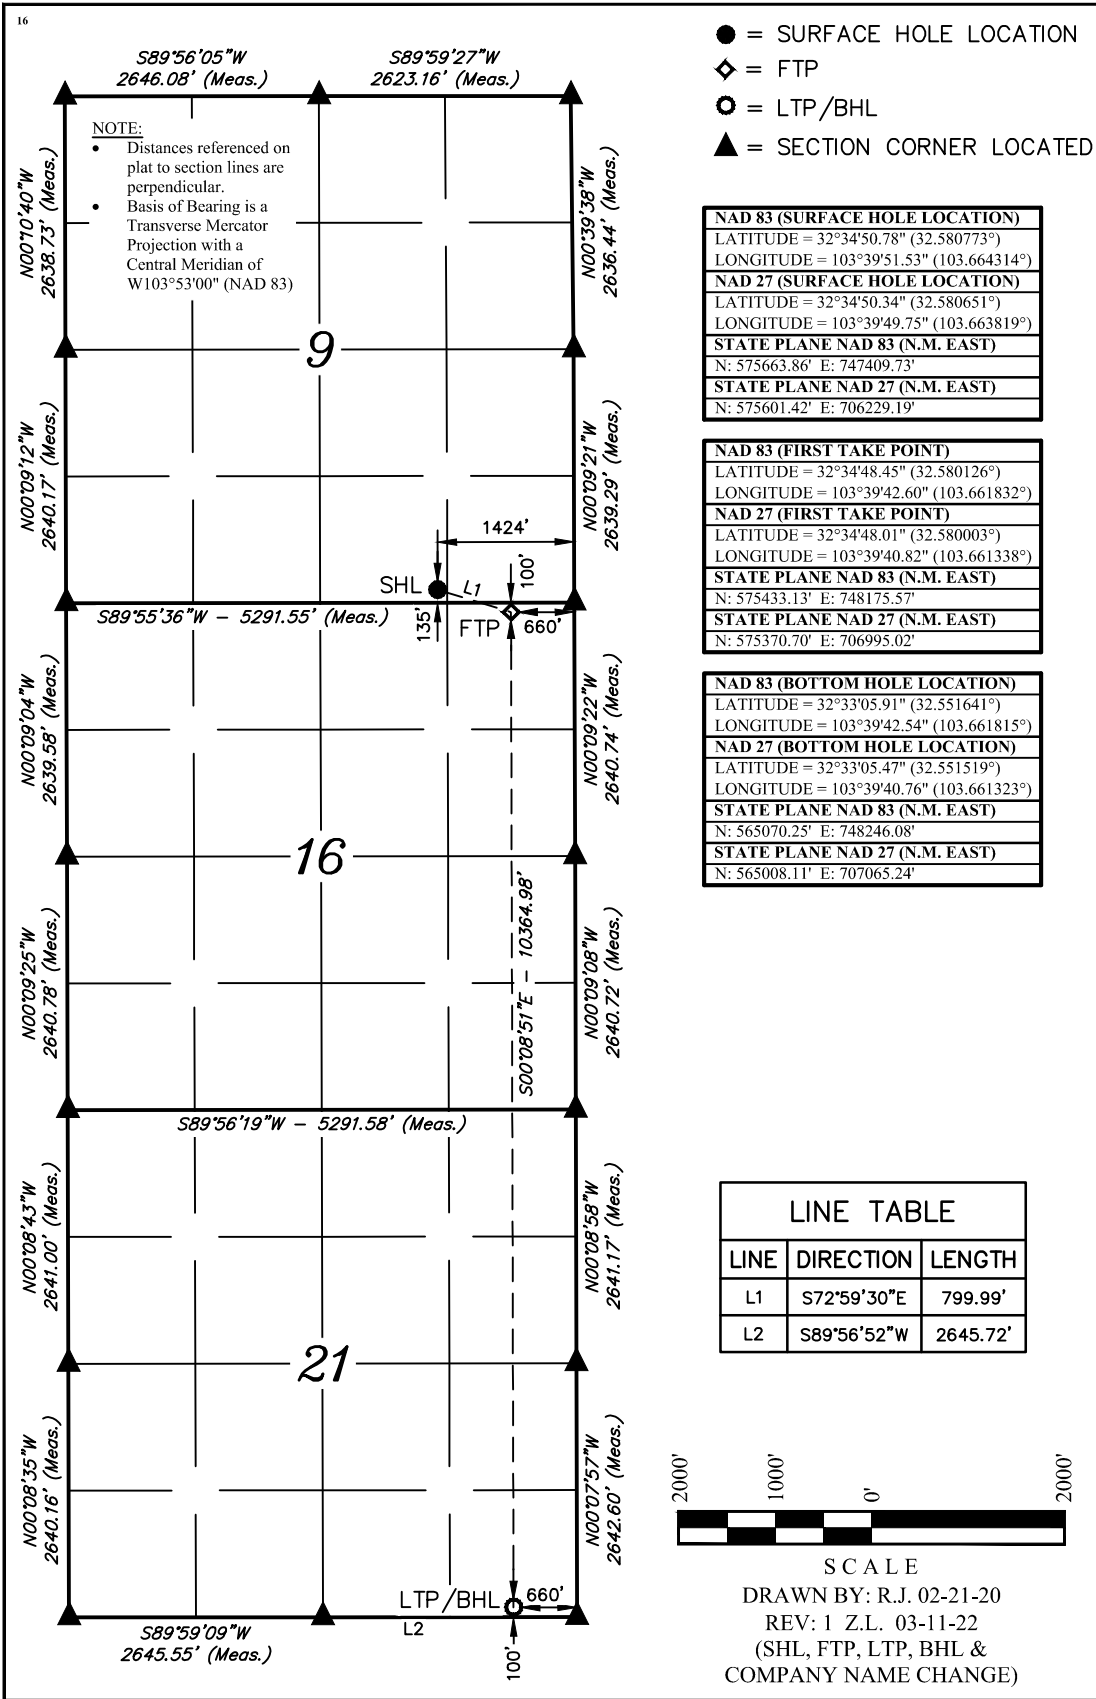 16
S89°56'05"W
2646.08' (Meas.)
S89°59'27"W
2623.16' (Meas.)
● = SURFACE HOLE LOCATION
◇ = FTP
○ = LTP/BHL
▲ = SECTION CORNER LOCATED
NOTE:
• Distances referenced on
plat to section lines are
perpendicular.
• Basis of Bearing is a
Transverse Mercator
Projection with a
Central Meridian of
W103°53'00" (NAD 83)
N00°10'40"W
2638.73' (Meas.)
N00°39'38"W
2636.44' (Meas.)
9
N00°09'12"W
2640.17' (Meas.)
N00°09'21"W
2639.29' (Meas.)
1424'
100'
SHL
L1
S89°55'36"W – 5291.55' (Meas.)
135'
FTP
660'
N00°09'04"W
2639.58' (Meas.)
N00°09'22"W
2640.74' (Meas.)
16
S00°08'51"E – 10364.98'
N00°09'25"W
2640.78' (Meas.)
N00°09'08"W
2640.72' (Meas.)
S89°56'19"W – 5291.58' (Meas.)
N00°08'43"W
2641.00' (Meas.)
N00°08'58"W
2641.17' (Meas.)
21
N00°08'35"W
2640.16' (Meas.)
N00°07'57"W
2642.60' (Meas.)
LTP/BHL
660'
L2
S89°59'09"W
2645.55' (Meas.)
100'
NAD 83 (SURFACE HOLE LOCATION)
LATITUDE = 32°34'50.78" (32.580773°)
LONGITUDE = 103°39'51.53" (103.664314°)
NAD 27 (SURFACE HOLE LOCATION)
LATITUDE = 32°34'50.34" (32.580651°)
LONGITUDE = 103°39'49.75" (103.663819°)
STATE PLANE NAD 83 (N.M. EAST)
N: 575663.86' E: 747409.73'
STATE PLANE NAD 27 (N.M. EAST)
N: 575601.42' E: 706229.19'
NAD 83 (FIRST TAKE POINT)
LATITUDE = 32°34'48.45" (32.580126°)
LONGITUDE = 103°39'42.60" (103.661832°)
NAD 27 (FIRST TAKE POINT)
LATITUDE = 32°34'48.01" (32.580003°)
LONGITUDE = 103°39'40.82" (103.661338°)
STATE PLANE NAD 83 (N.M. EAST)
N: 575433.13' E: 748175.57'
STATE PLANE NAD 27 (N.M. EAST)
N: 575370.70' E: 706995.02'
NAD 83 (BOTTOM HOLE LOCATION)
LATITUDE = 32°33'05.91" (32.551641°)
LONGITUDE = 103°39'42.54" (103.661815°)
NAD 27 (BOTTOM HOLE LOCATION)
LATITUDE = 32°33'05.47" (32.551519°)
LONGITUDE = 103°39'40.76" (103.661323°)
STATE PLANE NAD 83 (N.M. EAST)
N: 565070.25' E: 748246.08'
STATE PLANE NAD 27 (N.M. EAST)
N: 565008.11' E: 707065.24'
LINE TABLE
LINE DIRECTION LENGTH
L1 S72°59'30"E 799.99'
L2 S89°56'52"W 2645.72'
2000' 1000' 0' 2000'
SCALE
DRAWN BY: R.J. 02-21-20
REV: 1 Z.L. 03-11-22
(SHL, FTP, LTP, BHL &
COMPANY NAME CHANGE)